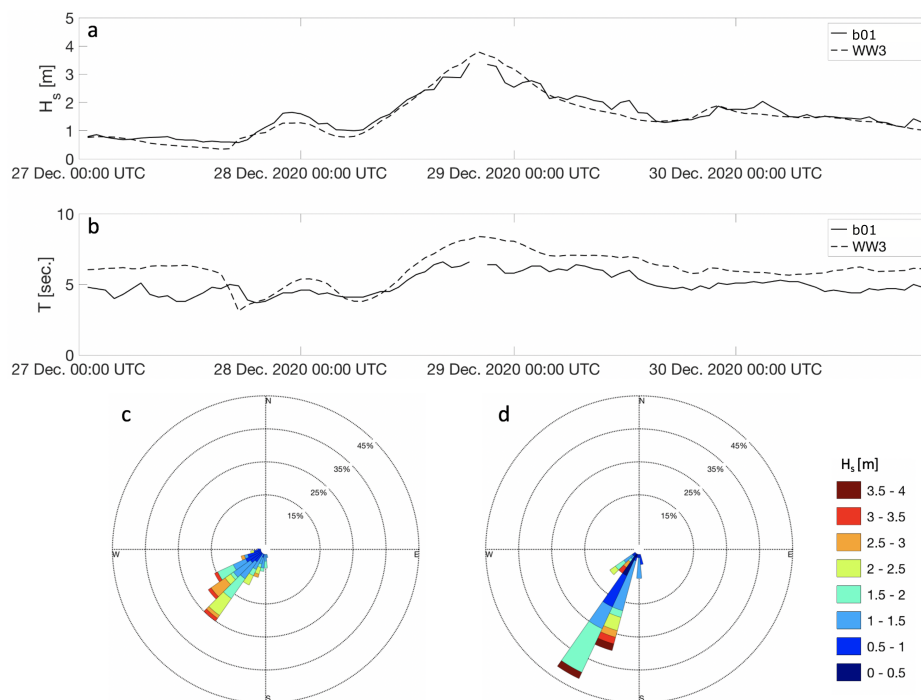 a
5
4
3
2
1
0
H_s [m]
b01
WW3
27 Dec. 00:00 UTC
28 Dec. 2020 00:00 UTC
29 Dec. 2020 00:00 UTC
30 Dec. 2020 00:00 UTC
b
10
5
0
T [sec.]
b01
WW3
27 Dec. 00:00 UTC
28 Dec. 2020 00:00 UTC
29 Dec. 2020 00:00 UTC
30 Dec. 2020 00:00 UTC
c
N
45%
35%
25%
15%
W
E
S
d
N
45%
35%
25%
15%
W
E
S
H_s [m]
3.5 - 4
3 - 3.5
2.5 - 3
2 - 2.5
1.5 - 2
1 - 1.5
0.5 - 1
0 - 0.5